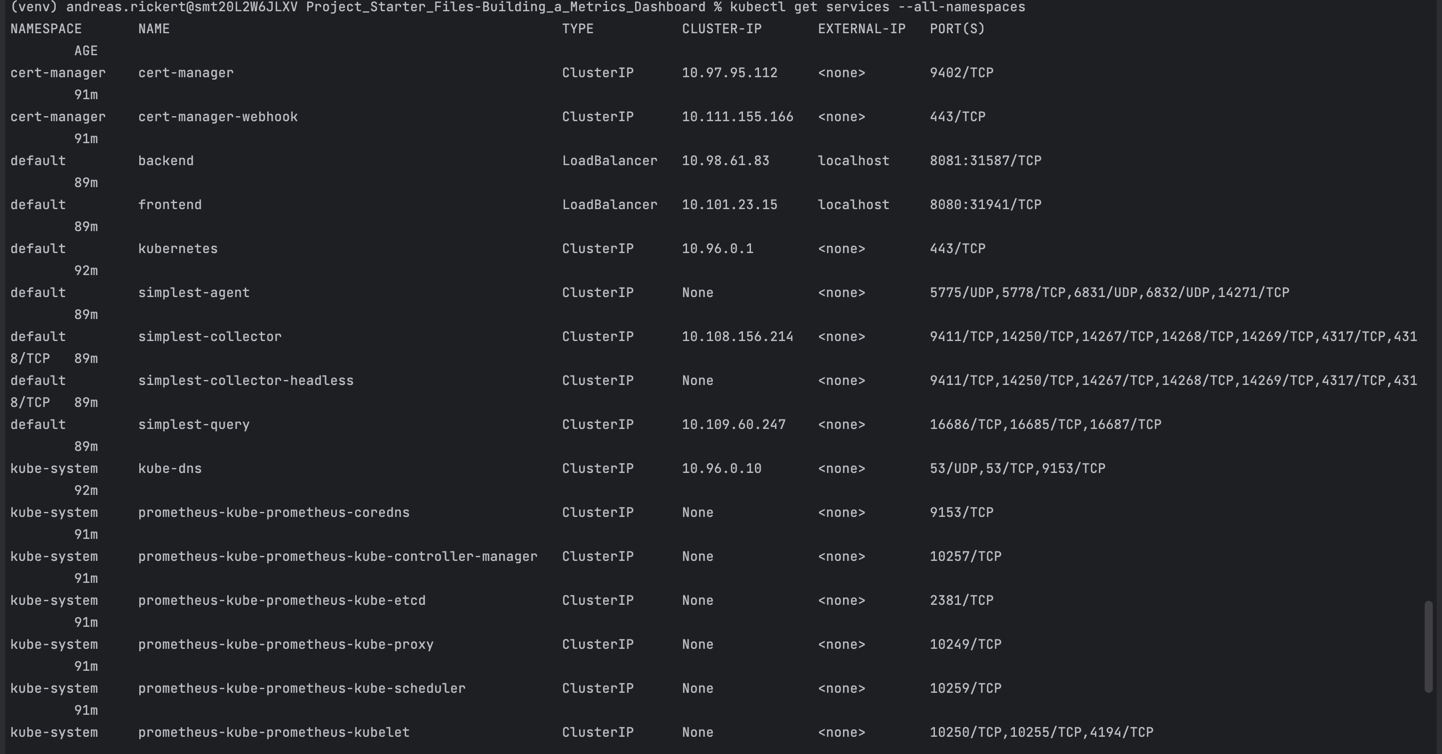 (venv) andreas.rickert@smt20L2W6JLXV Project_Starter_Files-Building_a_Metrics_Dashboard % kubectl get services --all-namespaces
NAMESPACE NAME TYPE CLUSTER-IP EXTERNAL-IP PORT(S)
AGE
cert-manager cert-manager ClusterIP 10.97.95.112 <none> 9402/TCP
91m
cert-manager cert-manager-webhook ClusterIP 10.111.155.166 <none> 443/TCP
91m
default backend LoadBalancer 10.98.61.83 localhost 8081:31587/TCP
89m
default frontend LoadBalancer 10.101.23.15 localhost 8080:31941/TCP
89m
default kubernetes ClusterIP 10.96.0.1 <none> 443/TCP
92m
default simplest-agent ClusterIP None <none> 5775/UDP,5778/TCP,6831/UDP,6832/UDP,14271/TCP
89m
default simplest-collector ClusterIP 10.108.156.214 <none> 9411/TCP,14250/TCP,14267/TCP,14268/TCP,14269/TCP,4317/TCP,431
8/TCP 89m
default simplest-collector-headless ClusterIP None <none> 9411/TCP,14250/TCP,14267/TCP,14268/TCP,14269/TCP,4317/TCP,431
8/TCP 89m
default simplest-query ClusterIP 10.109.60.247 <none> 16686/TCP,16685/TCP,16687/TCP
89m
kube-system kube-dns ClusterIP 10.96.0.10 <none> 53/UDP,53/TCP,9153/TCP
92m
kube-system prometheus-kube-prometheus-coredns ClusterIP None <none> 9153/TCP
91m
kube-system prometheus-kube-prometheus-kube-controller-manager ClusterIP None <none> 10257/TCP
91m
kube-system prometheus-kube-prometheus-kube-etcd ClusterIP None <none> 2381/TCP
91m
kube-system prometheus-kube-prometheus-kube-proxy ClusterIP None <none> 10249/TCP
91m
kube-system prometheus-kube-prometheus-kube-scheduler ClusterIP None <none> 10259/TCP
91m
kube-system prometheus-kube-prometheus-kubelet ClusterIP None <none> 10250/TCP,10255/TCP,4194/TCP